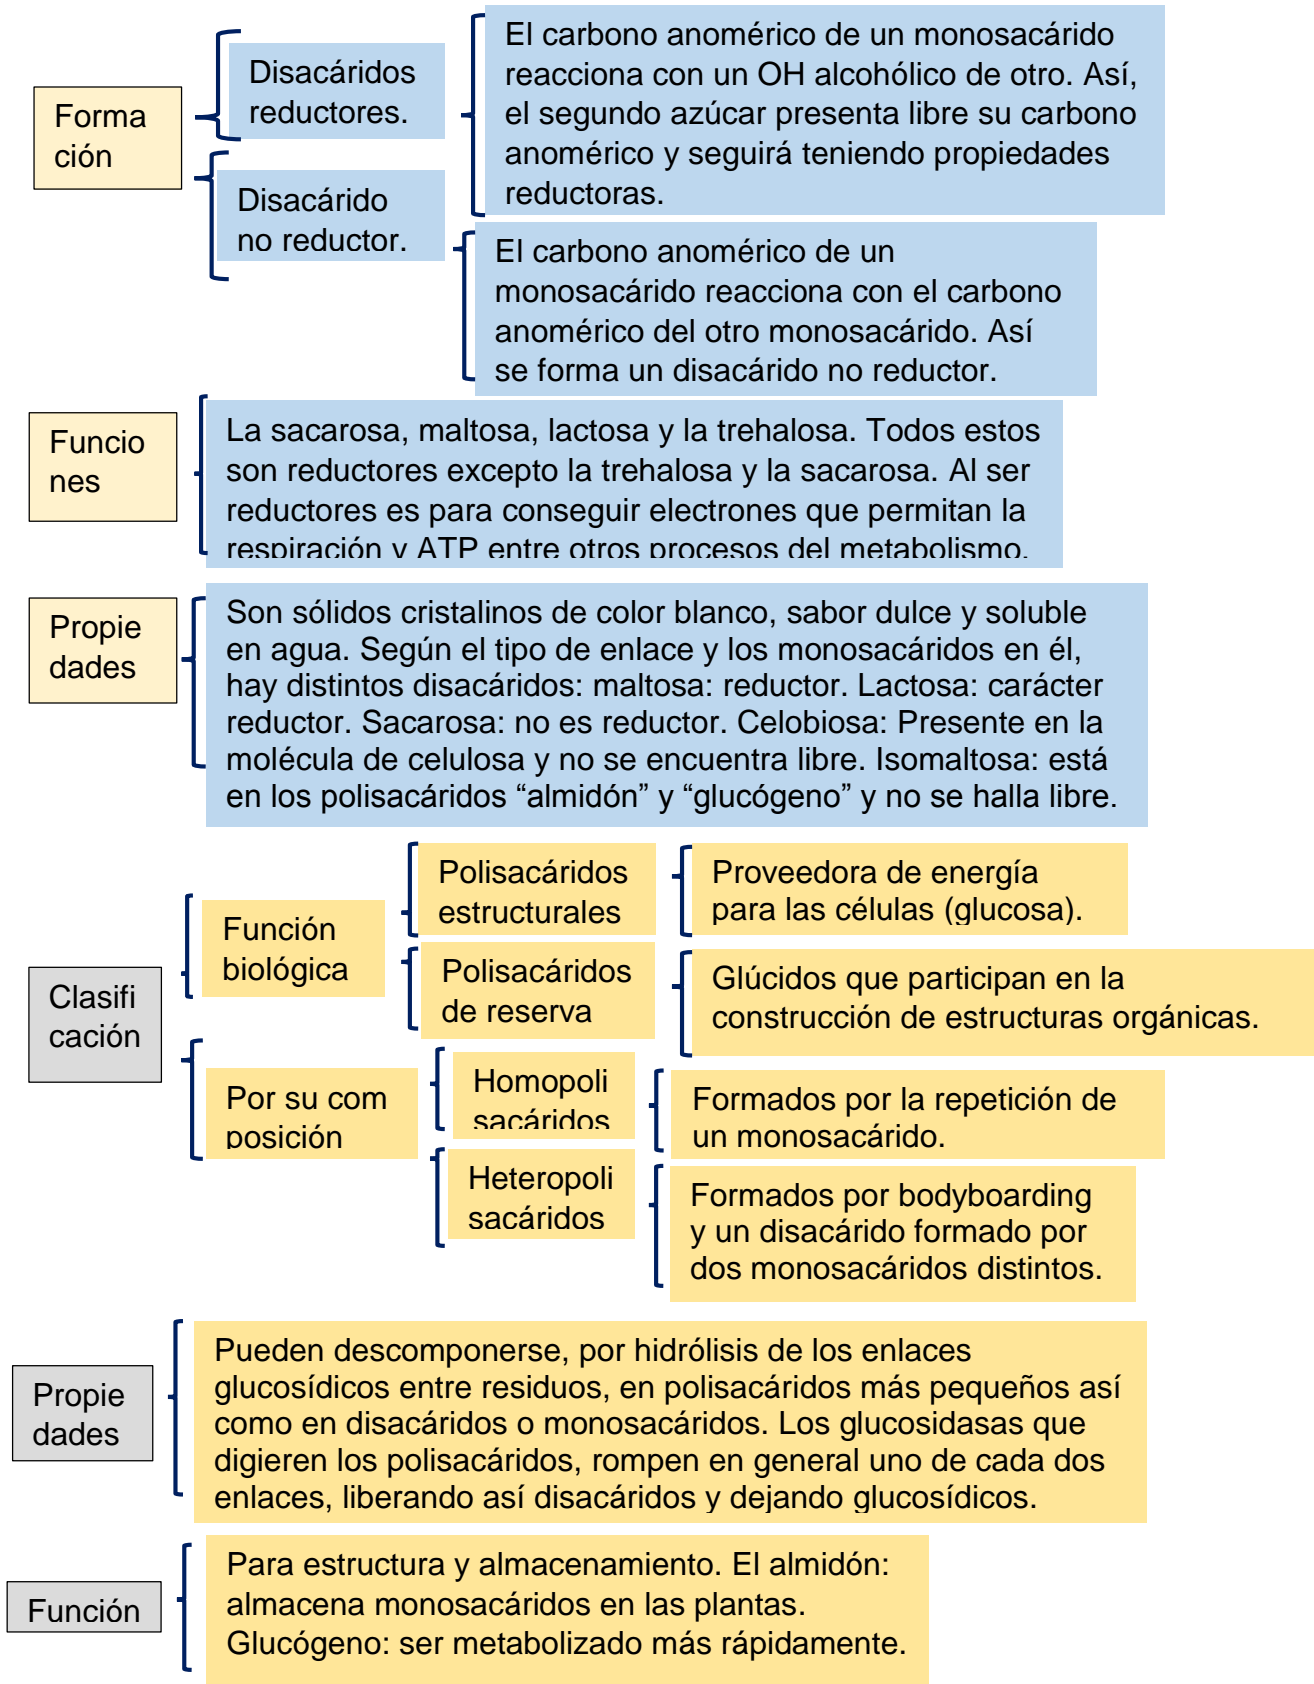 Forma
ción
Disacáridos
reductores.
El carbono anomérico de un monosacárido
reacciona con un OH alcohólico de otro. Así,
el segundo azúcar presenta libre su carbono
anomérico y seguirá teniendo propiedades
reductoras.
Disacárido
no reductor.
El carbono anomérico de un
monosacárido reacciona con el carbono
anomérico del otro monosacárido. Así
se forma un disacárido no reductor.
Funcio
nes
La sacarosa, maltosa, lactosa y la trehalosa. Todos estos
son reductores excepto la trehalosa y la sacarosa. Al ser
reductores es para conseguir electrones que permitan la
respiración y ATP entre otros procesos del metabolismo.
Propie
dades
Son sólidos cristalinos de color blanco, sabor dulce y soluble
en agua. Según el tipo de enlace y los monosacáridos en él,
hay distintos disacáridos: maltosa: reductor. Lactosa: carácter
reductor. Sacarosa: no es reductor. Celobiosa: Presente en la
molécula de celulosa y no se encuentra libre. Isomaltosa: está
en los polisacáridos “almidón” y “glucógeno” y no se halla libre.
Clasifi
cación
Función
biológica
Polisacáridos
estructurales
Proveedora de energía
para las células (glucosa).
Polisacáridos
de reserva
Glúcidos que participan en la
construcción de estructuras orgánicas.
Por su com
posición
Homopoli
sacáridos
Formados por la repetición de
un monosacárido.
Heteropoli
sacáridos
Formados por bodyboarding
y un disacárido formado por
dos monosacáridos distintos.
Propie
dades
Pueden descomponerse, por hidrólisis de los enlaces
glucosídicos entre residuos, en polisacáridos más pequeños así
como en disacáridos o monosacáridos. Los glucosidasas que
digieren los polisacáridos, rompen en general uno de cada dos
enlaces, liberando así disacáridos y dejando glucosídicos.
Función
Para estructura y almacenamiento. El almidón:
almacena monosacáridos en las plantas.
Glucógeno: ser metabolizado más rápidamente.